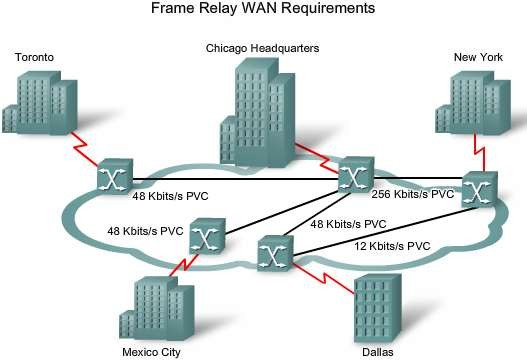 Frame Relay WAN Requirements
Toronto
Chicago Headquarters
New York
48 Kbits/s PVC
256 Kbits/s PVC
48 Kbits/s PVC
48 Kbits/s PVC
12 Kbits/s PVC
Mexico City
Dallas